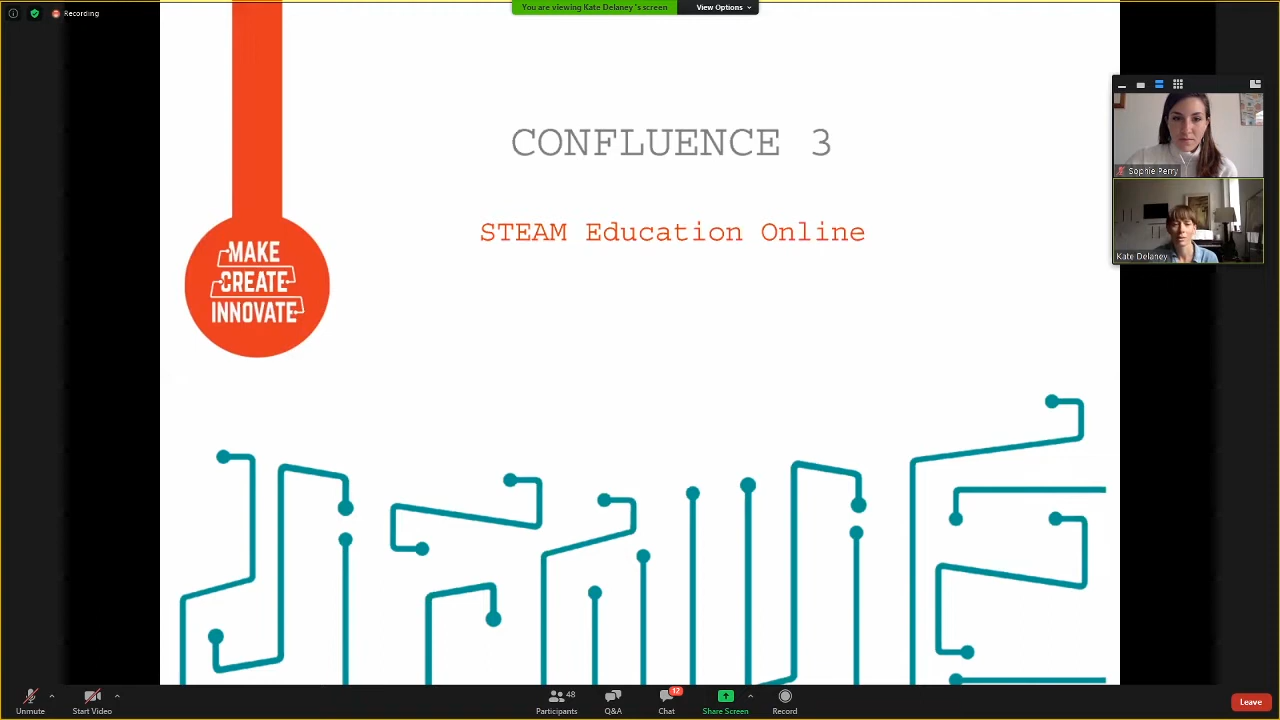 Recording
You are viewing Kate Delaney 's screen
View Options
CONFLUENCE 3
STEAM Education Online
MAKE
CREATE
INNOVATE
Sophie Perry
Kate Delaney
Unmute
Start Video
Participants
48
Q&A
Chat
12
Share Screen
Record
Leave